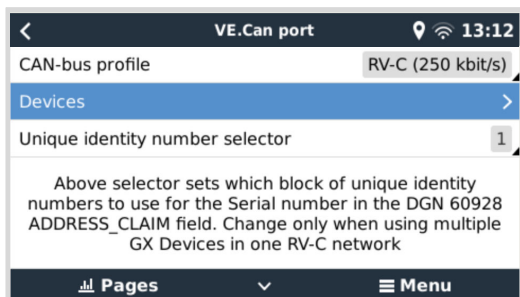 VE.Can port
13:12
CAN-bus profile
RV-C (250 kbit/s)
Devices
Unique identity number selector
1
Above selector sets which block of unique identity
numbers to use for the Serial number in the DGN 60928
ADDRESS_CLAIM field. Change only when using multiple
GX Devices in one RV-C network
Pages
Menu